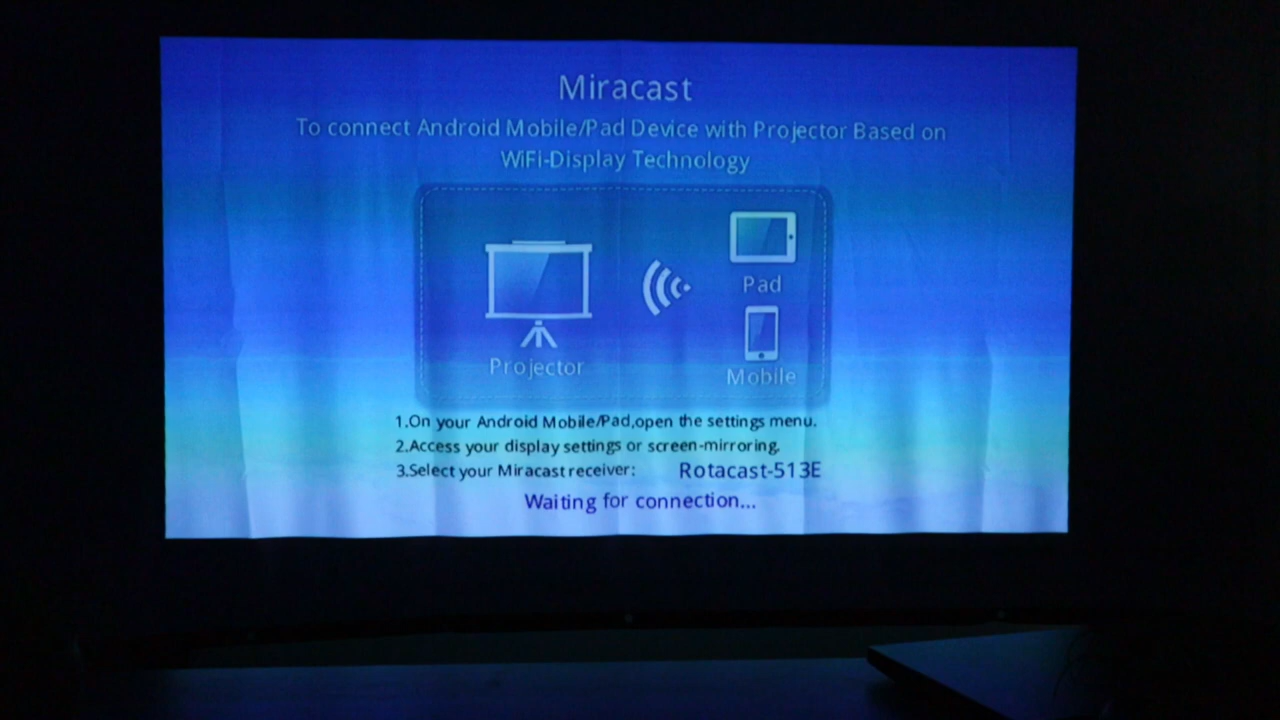 Miracast
To connect Android Mobile/Pad Device with Projector Based on
WiFi-Display Technology
Pad
Projector
Mobile
1.On your Android Mobile/Pad,open the settings menu.
2.Access your display settings or screen-mirroring.
3.Select your Miracast receiver: Rotacast-513E
Waiting for connection...